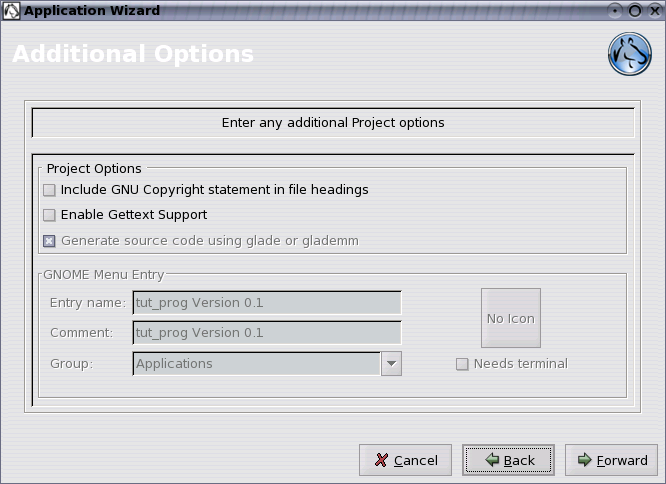 Application Wizard
Additional Options
Enter any additional Project options
Project Options
Include GNU Copyright statement in file headings
Enable Gettext Support
Generate source code using glade or glademm
GNOME Menu Entry
Entry name: tut_prog Version 0.1
Comment: tut_prog Version 0.1
Group: Applications
No Icon
Needs terminal
Cancel Back Forward